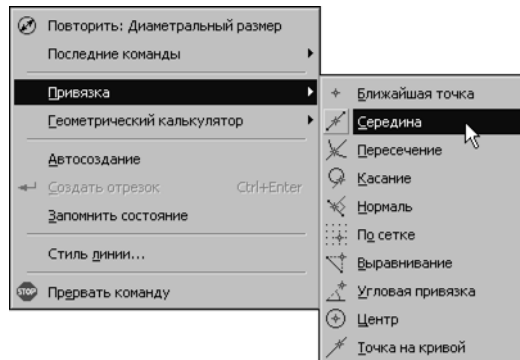 Повторить: Диаметральный размер
Последние команды
Привязка
Геометрический калькулятор
Автосоздание
Создать отрезок Ctrl+Enter
Запомнить состояние
Стиль линии...
STOP Прервать команду
Ближайшая точка
Середина
Пересечение
Касание
Нормаль
По сетке
Выравнивание
Угловая привязка
Центр
Точка на кривой